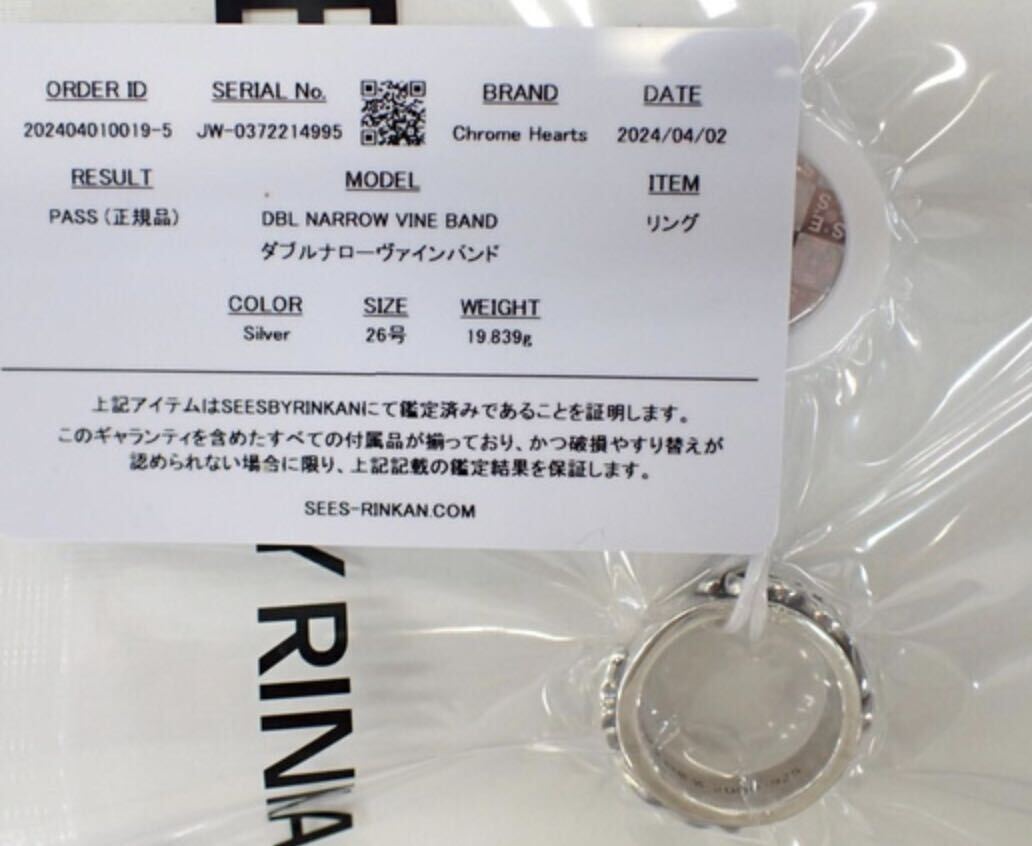 ORDER ID SERIAL No. BRAND DATE
202404010019-5 JW-0372214995 Chrome Hearts 2024/04/02
RESULT MODEL ITEM
PASS (正規品) DBL NARROW VINE BAND リング
ダブルナローヴァインバンド
COLOR SIZE WEIGHT
Silver 26号 19.839g
上記アイテムはSEESBYRINKANにて鑑定済みであることを証明します。
このギャランティを含めたすべての付属品が揃っており、かつ破損やすり替えが
認められない場合に限り、上記記載の鑑定結果を保証します。
SEES-RINKAN.COM
E
Y RINKA
925